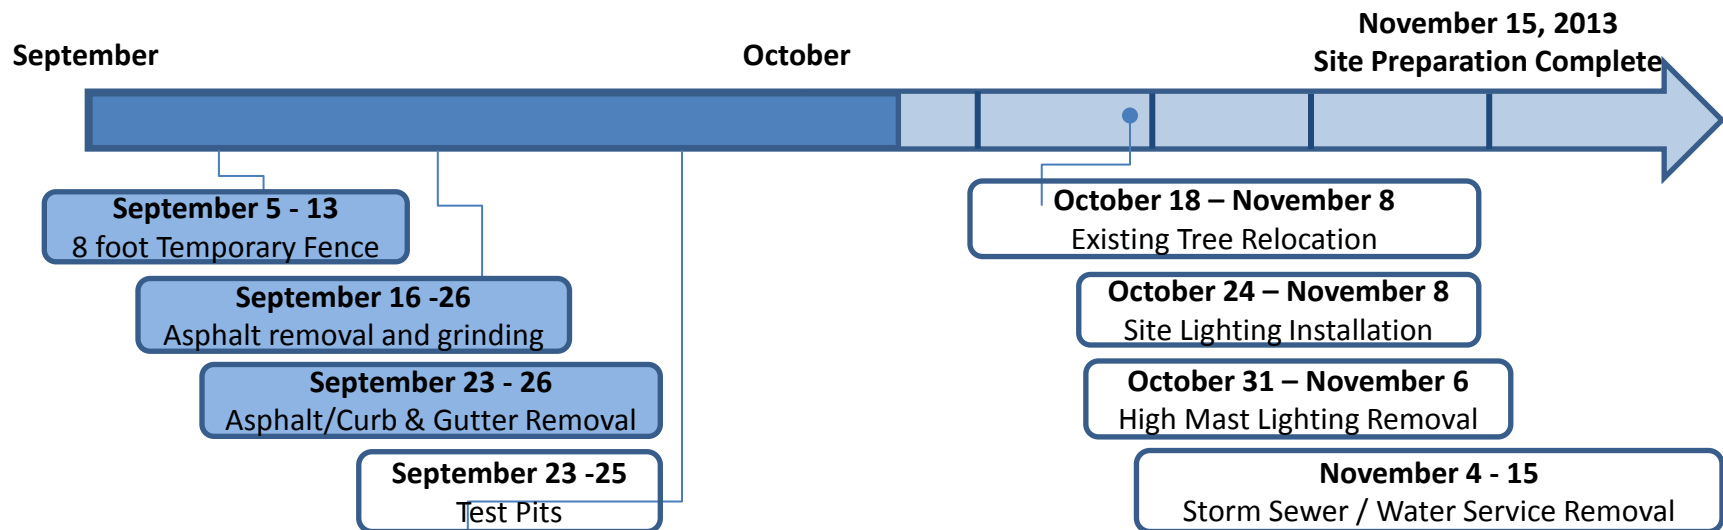 September
October
November 15, 2013
Site Preparation Complete
September 5 - 13
8 foot Temporary Fence
September 16 -26
Asphalt removal and grinding
September 23 - 26
Asphalt/Curb & Gutter Removal
September 23 -25
Test Pits
October 18 – November 8
Existing Tree Relocation
October 24 – November 8
Site Lighting Installation
October 31 – November 6
High Mast Lighting Removal
November 4 - 15
Storm Sewer / Water Service Removal